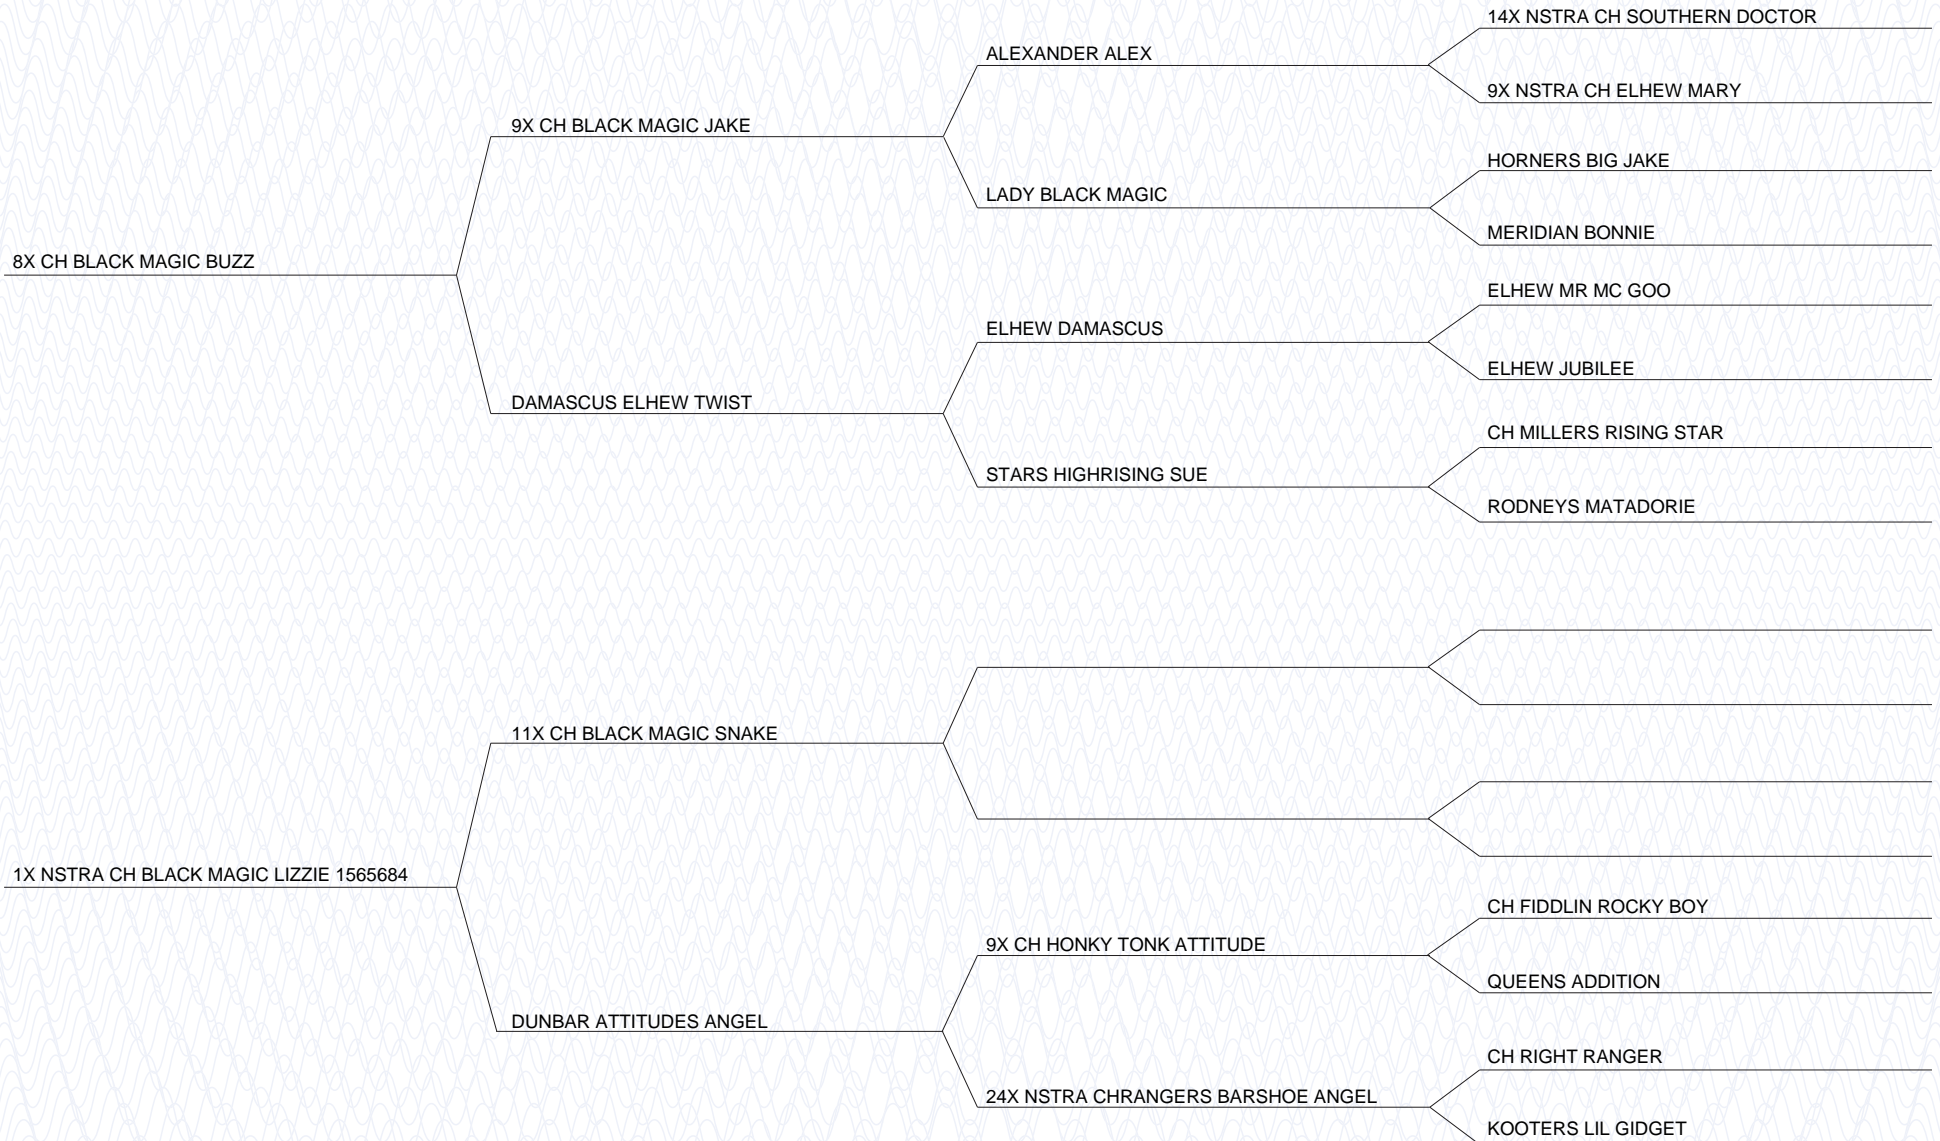 14X NSTRA CH SOUTHERN DOCTOR
ALEXANDER ALEX
9X NSTRA CH ELHEW MARY
9X CH BLACK MAGIC JAKE
HORNERS BIG JAKE
LADY BLACK MAGIC
MERIDIAN BONNIE
8X CH BLACK MAGIC BUZZ
ELHEW MR MC GOO
ELHEW DAMASCUS
ELHEW JUBILEE
DAMASCUS ELHEW TWIST
CH MILLERS RISING STAR
STARS HIGHRISING SUE
RODNEYS MATADORIE
11X CH BLACK MAGIC SNAKE
1X NSTRA CH BLACK MAGIC LIZZIE 1565684
CH FIDDLIN ROCKY BOY
9X CH HONKY TONK ATTITUDE
QUEENS ADDITION
DUNBAR ATTITUDES ANGEL
CH RIGHT RANGER
24X NSTRA CHRANGERS BARSHOE ANGEL
KOOTERS LIL GIDGET